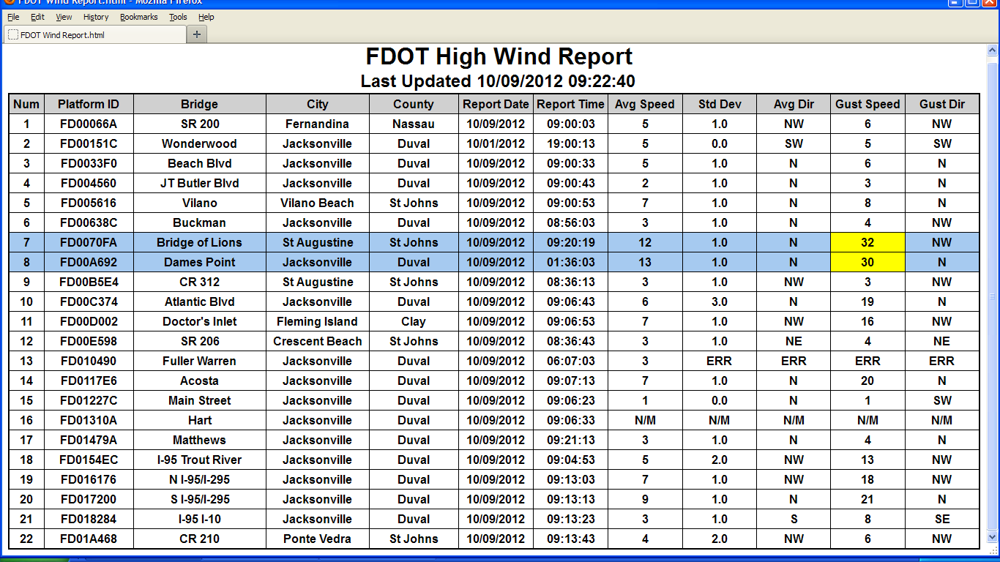 FDOT Wind Report.html - Mozilla Firefox
File Edit View History Bookmarks Tools Help
FDOT Wind Report.html
FDOT High Wind Report
Last Updated 10/09/2012 09:22:40
Num Platform ID Bridge City County Report Date Report Time Avg Speed Std Dev Avg Dir Gust Speed Gust Dir
1 FD00066A SR 200 Fernandina Nassau 10/09/2012 09:00:03 5 1.0 NW 6 NW
2 FD00151C Wonderwood Jacksonville Duval 10/01/2012 19:00:13 5 0.0 SW 5 SW
3 FD0033F0 Beach Blvd Jacksonville Duval 10/09/2012 09:00:33 5 1.0 N 6 N
4 FD004560 JT Butler Blvd Jacksonville Duval 10/09/2012 09:00:43 2 1.0 N 3 N
5 FD005616 Vilano Vilano Beach St Johns 10/09/2012 09:00:53 7 1.0 N 8 N
6 FD00638C Buckman Jacksonville Duval 10/09/2012 08:56:03 3 1.0 N 4 NW
7 FD0070FA Bridge of Lions St Augustine St Johns 10/09/2012 09:20:19 12 1.0 N 32 NW
8 FD00A692 Dames Point Jacksonville Duval 10/09/2012 01:36:03 13 1.0 N 30 N
9 FD00B5E4 CR 312 St Augustine St Johns 10/09/2012 08:36:13 3 1.0 NW 3 NW
10 FD00C374 Atlantic Blvd Jacksonville Duval 10/09/2012 09:06:43 6 3.0 N 19 N
11 FD00D002 Doctor's Inlet Fleming Island Clay 10/09/2012 09:06:53 7 1.0 NW 16 NW
12 FD00E598 SR 206 Crescent Beach St Johns 10/09/2012 08:36:43 3 1.0 NE 4 NE
13 FD010490 Fuller Warren Jacksonville Duval 10/09/2012 06:07:03 3 ERR ERR ERR ERR
14 FD0117E6 Acosta Jacksonville Duval 10/09/2012 09:07:13 7 1.0 N 20 N
15 FD01227C Main Street Jacksonville Duval 10/09/2012 09:06:23 1 0.0 N 1 SW
16 FD01310A Hart Jacksonville Duval 10/09/2012 09:06:33 N/M N/M N/M N/M N/M
17 FD01479A Matthews Jacksonville Duval 10/09/2012 09:21:13 3 1.0 N 4 N
18 FD0154EC I-95 Trout River Jacksonville Duval 10/09/2012 09:04:53 5 2.0 NW 13 NW
19 FD016176 N I-95/I-295 Jacksonville Duval 10/09/2012 09:13:03 7 1.0 NW 18 NW
20 FD017200 S I-95/I-295 Jacksonville Duval 10/09/2012 09:13:13 9 1.0 N 21 N
21 FD018284 I-95 I-10 Jacksonville Duval 10/09/2012 09:13:23 3 1.0 S 8 SE
22 FD01A468 CR 210 Ponte Vedra St Johns 10/09/2012 09:13:43 4 2.0 NW 6 NW